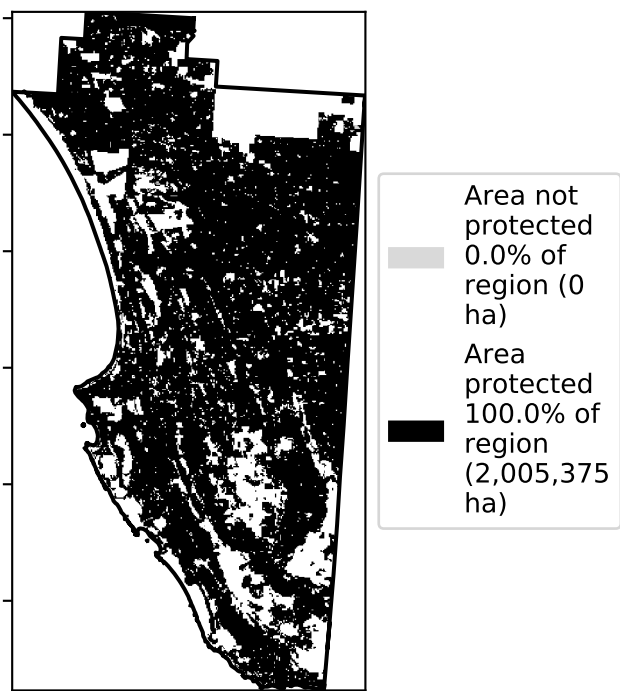 Area not
protected
0.0% of
region (0
ha)
Area
protected
100.0% of
region
(2,005,375
ha)